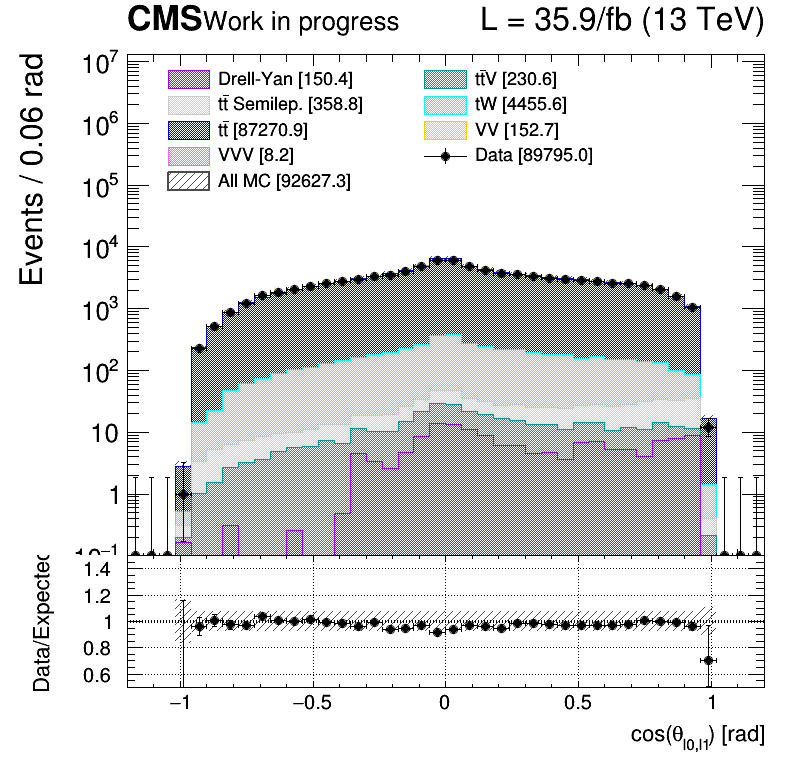 CMS Work in progress L = 35.9/fb (13 TeV)
Events / 0.06 rad
10⁷
10⁶
10⁵
10⁴
10³
10²
10
1
10⁻¹
Drell-Yan [150.4]
tt̄ Semilep. [358.8]
tt̄ [87270.9]
VVV [8.2]
All MC [92627.3]
tt̄V [230.6]
tW [4455.6]
VV [152.7]
Data [89795.0]
Data/Expected
1.4
1.2
1
0.8
0.6
−1 −0.5 0 0.5 1
cos(θ_l0,l1) [rad]